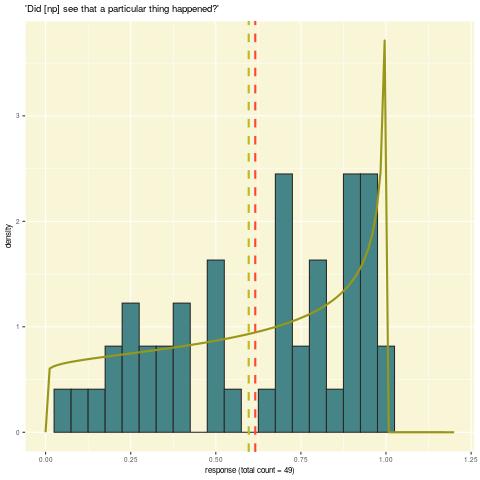 'Did [np] see that a particular thing happened?'
density
3
2
1
0
0.00 0.25 0.50 0.75 1.00 1.25
response (total count = 49)